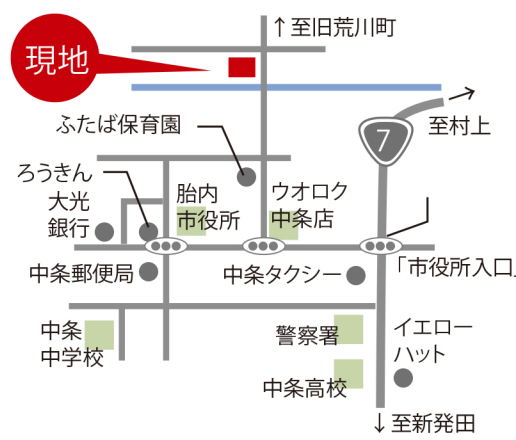 ↑至旧荒川町
現地
7
至村上
ふたば保育園
ろうきん
大光
銀行
胎内
市役所
ウオロク
中条店
中条郵便局
中条タクシー
「市役所入口」
中条
中学校
警察署
イエロー
ハット
中条高校
↓至新発田